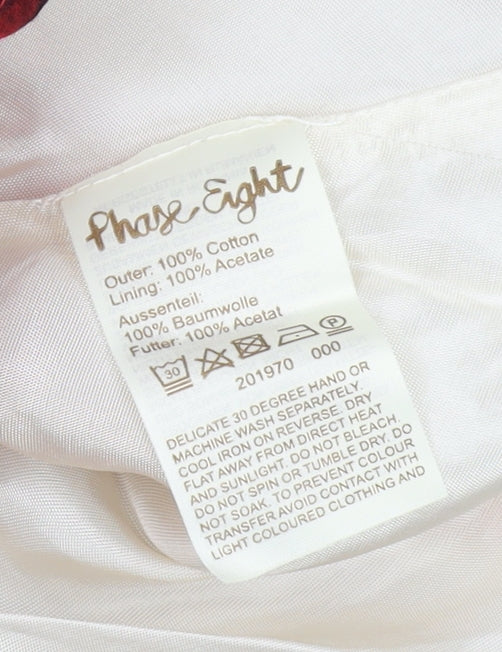 Phase Eight
Outer: 100% Cotton
Lining: 100% Acetate
Aussenteil:
100% Baumwolle
Futter: 100% Acetat
30 P
201970 000
DELICATE 30 DEGREE HAND OR
MACHINE WASH SEPARATELY.
COOL IRON ON REVERSE. DRY
FLAT AWAY FROM DIRECT HEAT
AND SUNLIGHT. DO NOT BLEACH.
DO NOT SPIN OR TUMBLE DRY. DO
NOT SOAK. TO PREVENT COLOUR
TRANSFER AVOID CONTACT WITH
LIGHT COLOURED CLOTHING AND